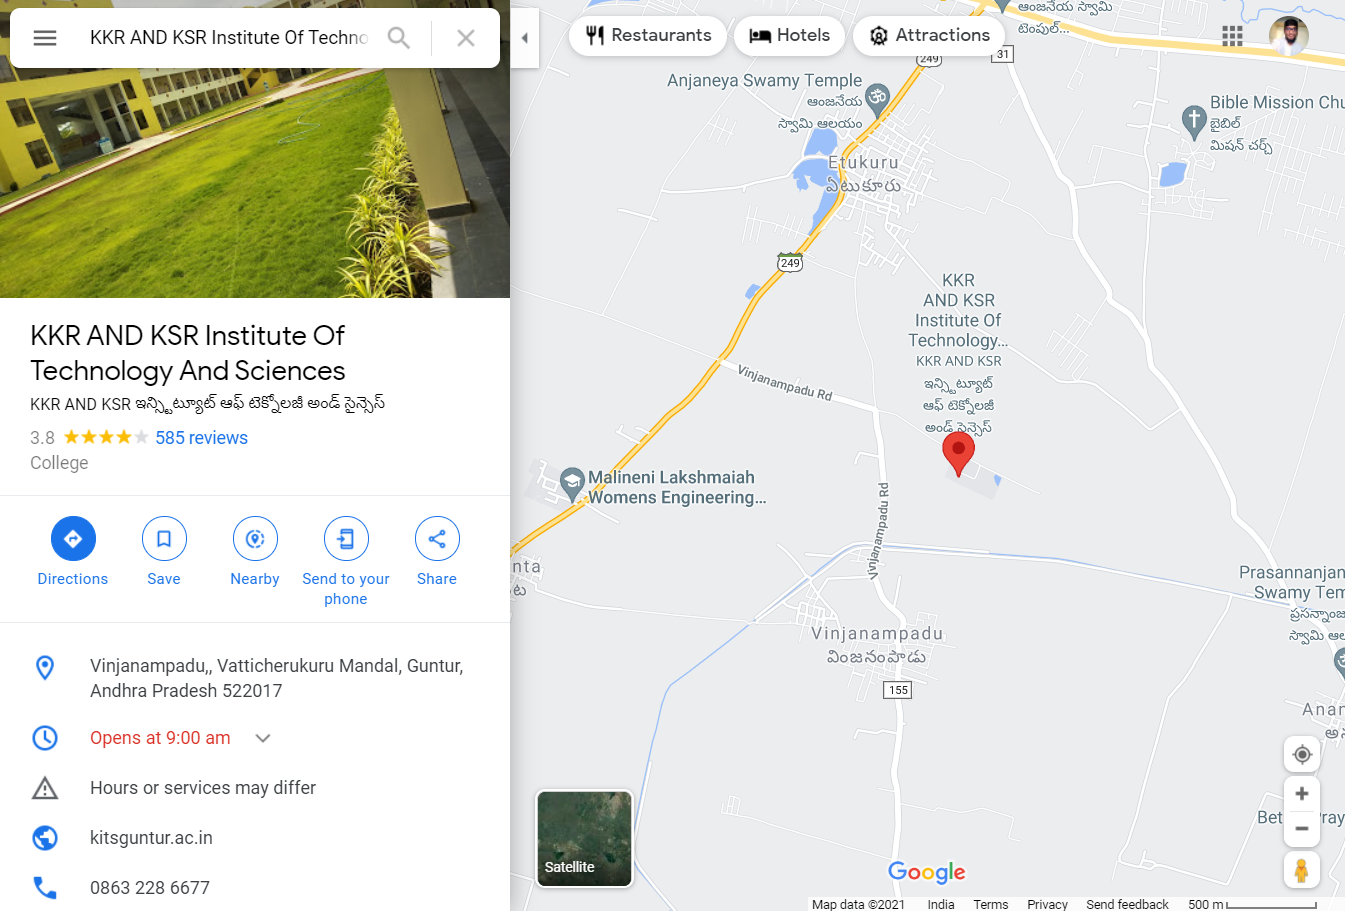 KKR AND KSR Institute Of Techno
Restaurants
Hotels
Attractions
KKR AND KSR Institute Of
Technology And Sciences
KKR AND KSR ఇన్స్టిట్యూట్ ఆఫ్ టెక్నోలజీ అండ్ సైన్సెస్
3.8
585 reviews
College
Directions
Save
Nearby
Send to your
phone
Share
Vinjanampadu,, Vatticherukuru Mandal, Guntur,
Andhra Pradesh 522017
Opens at 9:00 am
Hours or services may differ
kitsguntur.ac.in
0863 228 6677
ఆంజనేయ స్వామి
టెంపుల్...
31
249
Anjaneya Swamy Temple
ఆంజనేయ
స్వామి ఆలయం
Bible Mission Chu
బైబిల్
మిషన్ చర్చ్
Etukuru
ఏటుకూరు
249
KKR
AND KSR
Institute Of
Technology...
KKR AND KSR
ఇన్స్టిట్యూట్
ఆఫ్ టెక్నోలజీ
అండ్ సైన్సెస్
Vinjanampadu Rd
Malineni Lakshmaiah
Womens Engineering...
Vinjanampadu Rd
nta
ంట
Prasannanjan
Swamy Tem
ప్రసన్నాంజ
స్వామి ఆల
Vinjanampadu
వింజనంపాడు
155
Anan
Bet
Pray
Satellite
Google
Map data ©2021 India Terms Privacy Send feedback 500 m